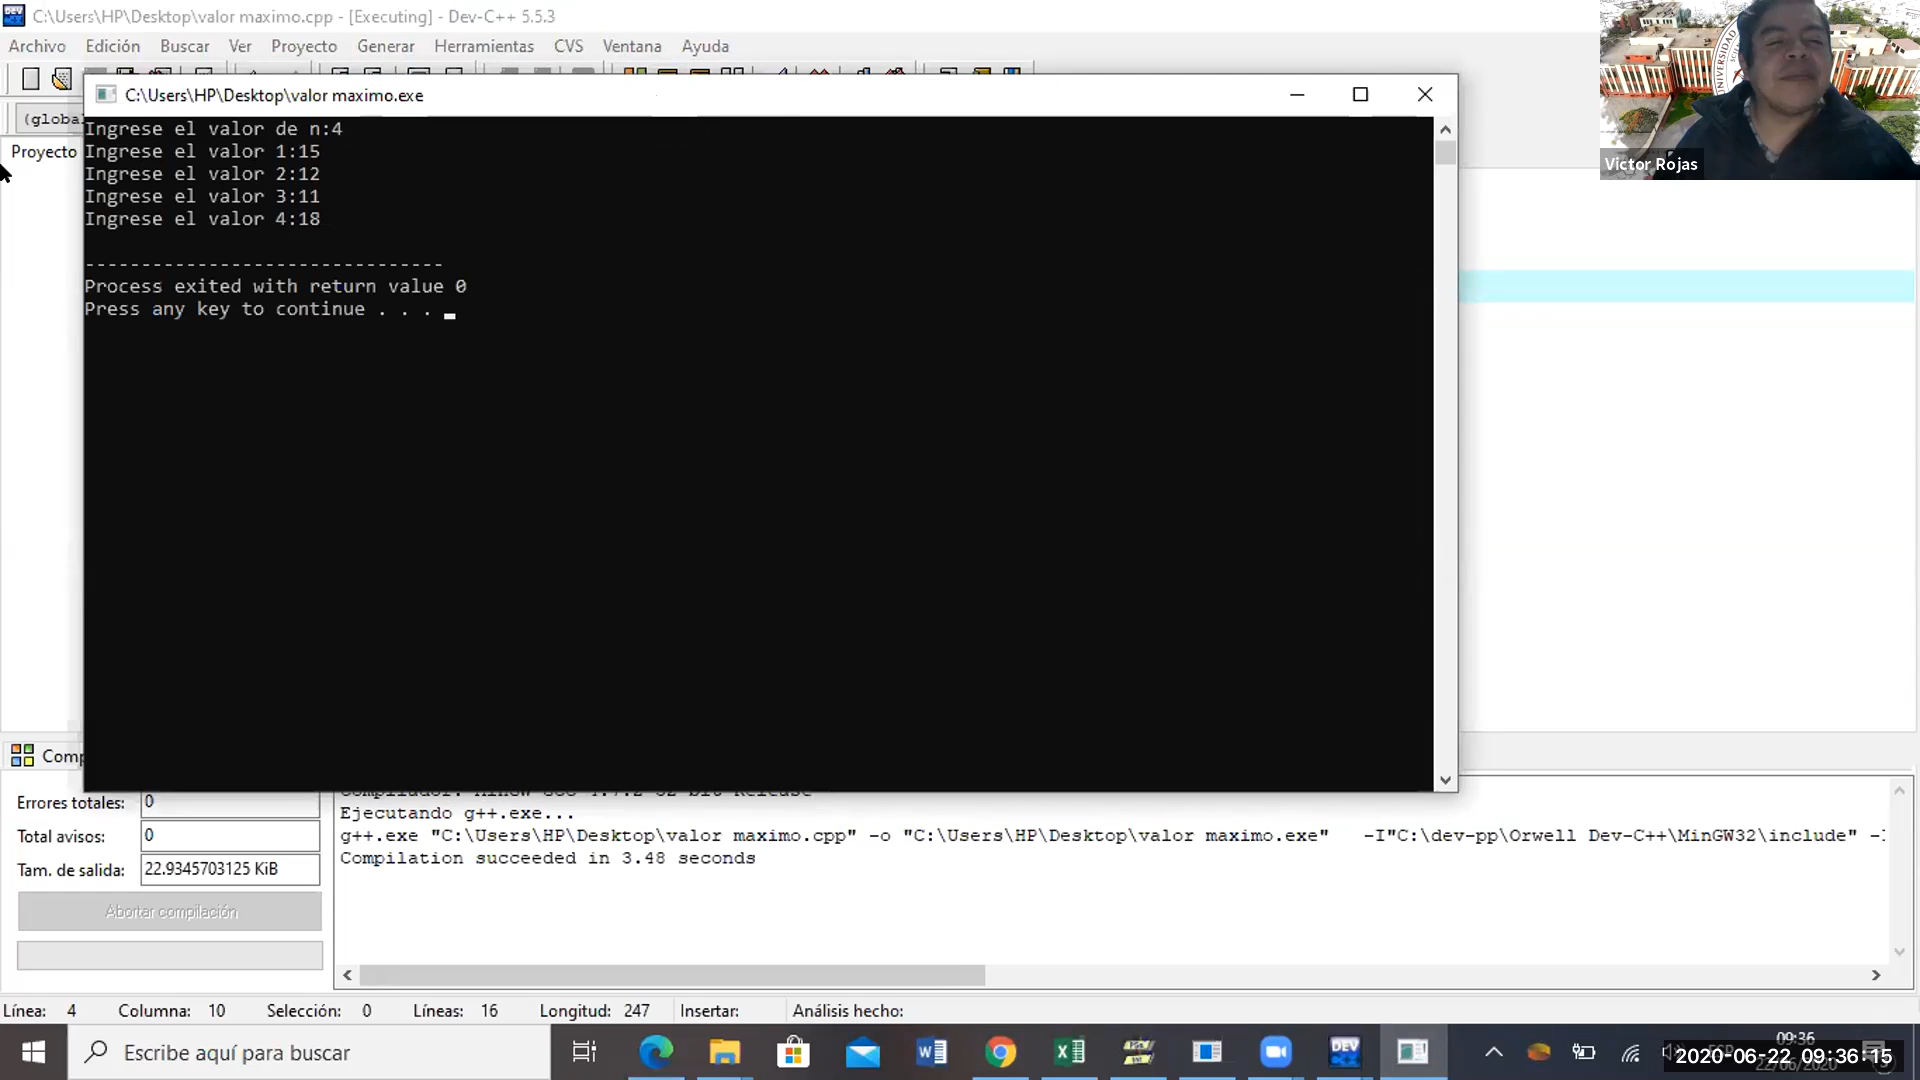 C:\Users\HP\Desktop\valor maximo.cpp - [Executing] - Dev-C++ 5.5.3
Archivo Edición Buscar Ver Proyecto Generar Herramientas CVS Ventana Ayuda
C:\Users\HP\Desktop\valor maximo.exe
(global
Proyecto
Ingrese el valor de n:4
Ingrese el valor 1:15
Ingrese el valor 2:12
Ingrese el valor 3:11
Ingrese el valor 4:18
--------------------------------
Process exited with return value 0
Press any key to continue . . .
Victor Rojas
Comp
Errores totales: 0
Total avisos: 0
Tam. de salida: 22.9345703125 KiB
Abortar compilación
Ejecutando g++.exe...
g++.exe "C:\Users\HP\Desktop\valor maximo.cpp" -o "C:\Users\HP\Desktop\valor maximo.exe" -I"C:\dev-pp\Orwell Dev-C++\MinGW32\include" -I
Compilation succeeded in 3.48 seconds
Línea: 4 Columna: 10 Selección: 0 Líneas: 16 Longitud: 247 Insertar: Análisis hecho:
Escribe aquí para buscar
DEV
09:36
2020-06-22 09:36:15